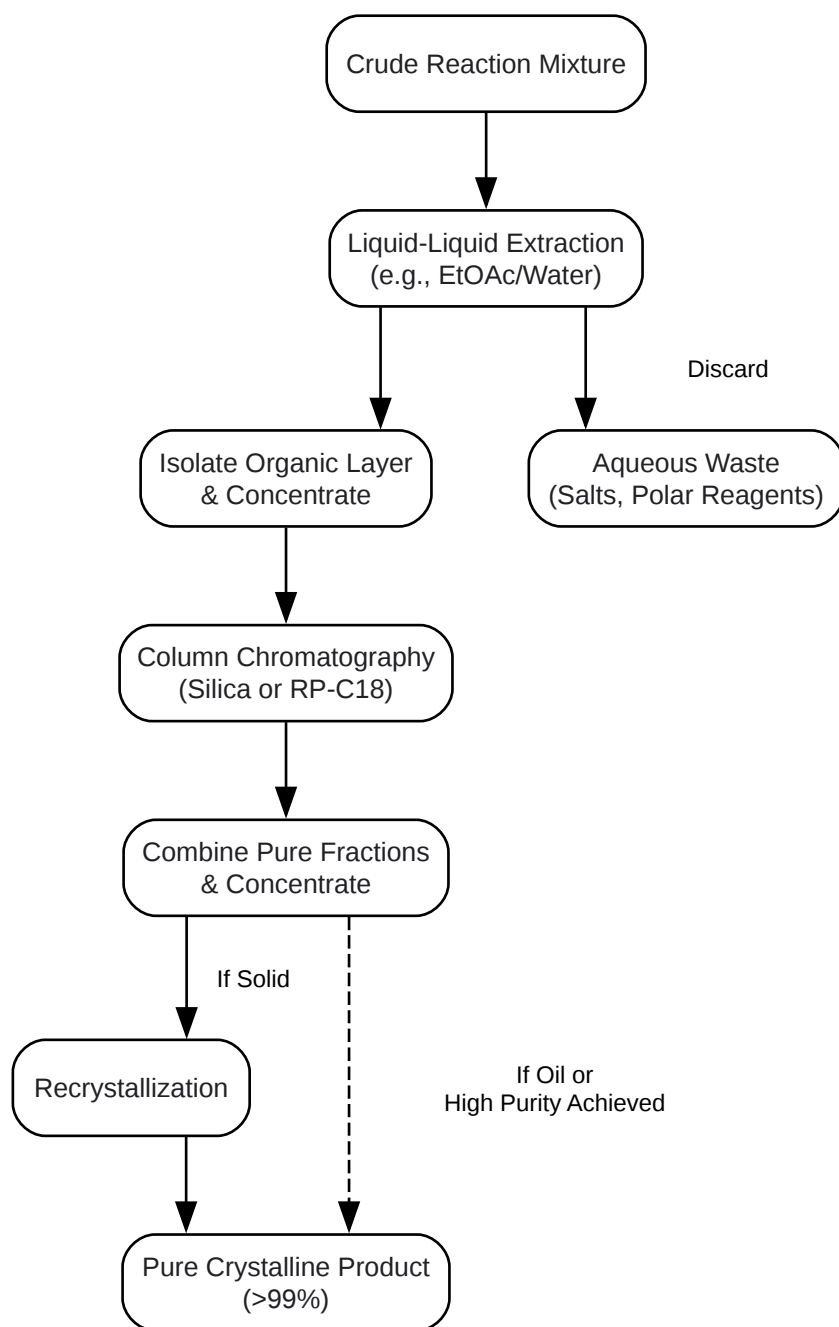 Crude Reaction Mixture
Liquid-Liquid Extraction
(e.g., EtOAc/Water)
Discard
Isolate Organic Layer
& Concentrate
Aqueous Waste
(Salts, Polar Reagents)
Column Chromatography
(Silica or RP-C18)
Combine Pure Fractions
& Concentrate
If Solid
Recrystallization
If Oil or
High Purity Achieved
Pure Crystalline Product
(>99%)